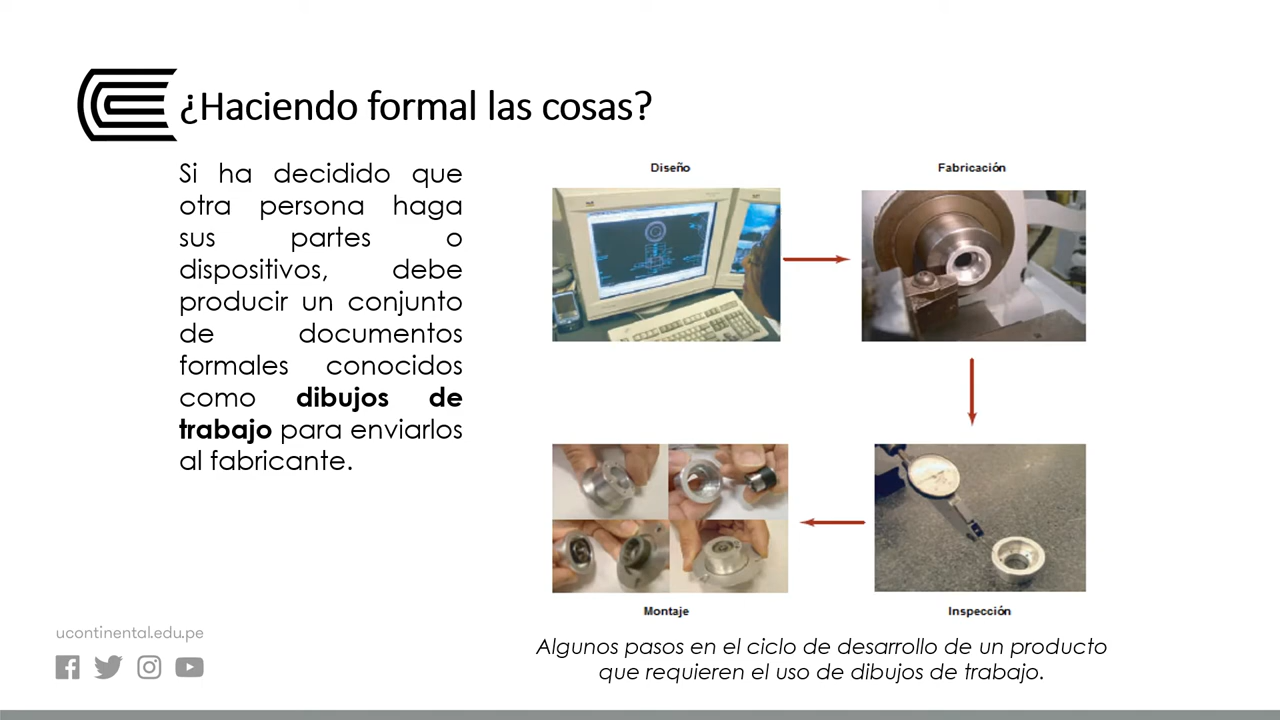 ¿Haciendo formal las cosas?
Si ha decidido que
otra persona haga
sus partes o
dispositivos, debe
producir un conjunto
de documentos
formales conocidos
como dibujos de
trabajo para enviarlos
al fabricante.
Diseño
Fabricación
Montaje
Inspección
Algunos pasos en el ciclo de desarrollo de un producto
que requieren el uso de dibujos de trabajo.
ucontinental.edu.pe